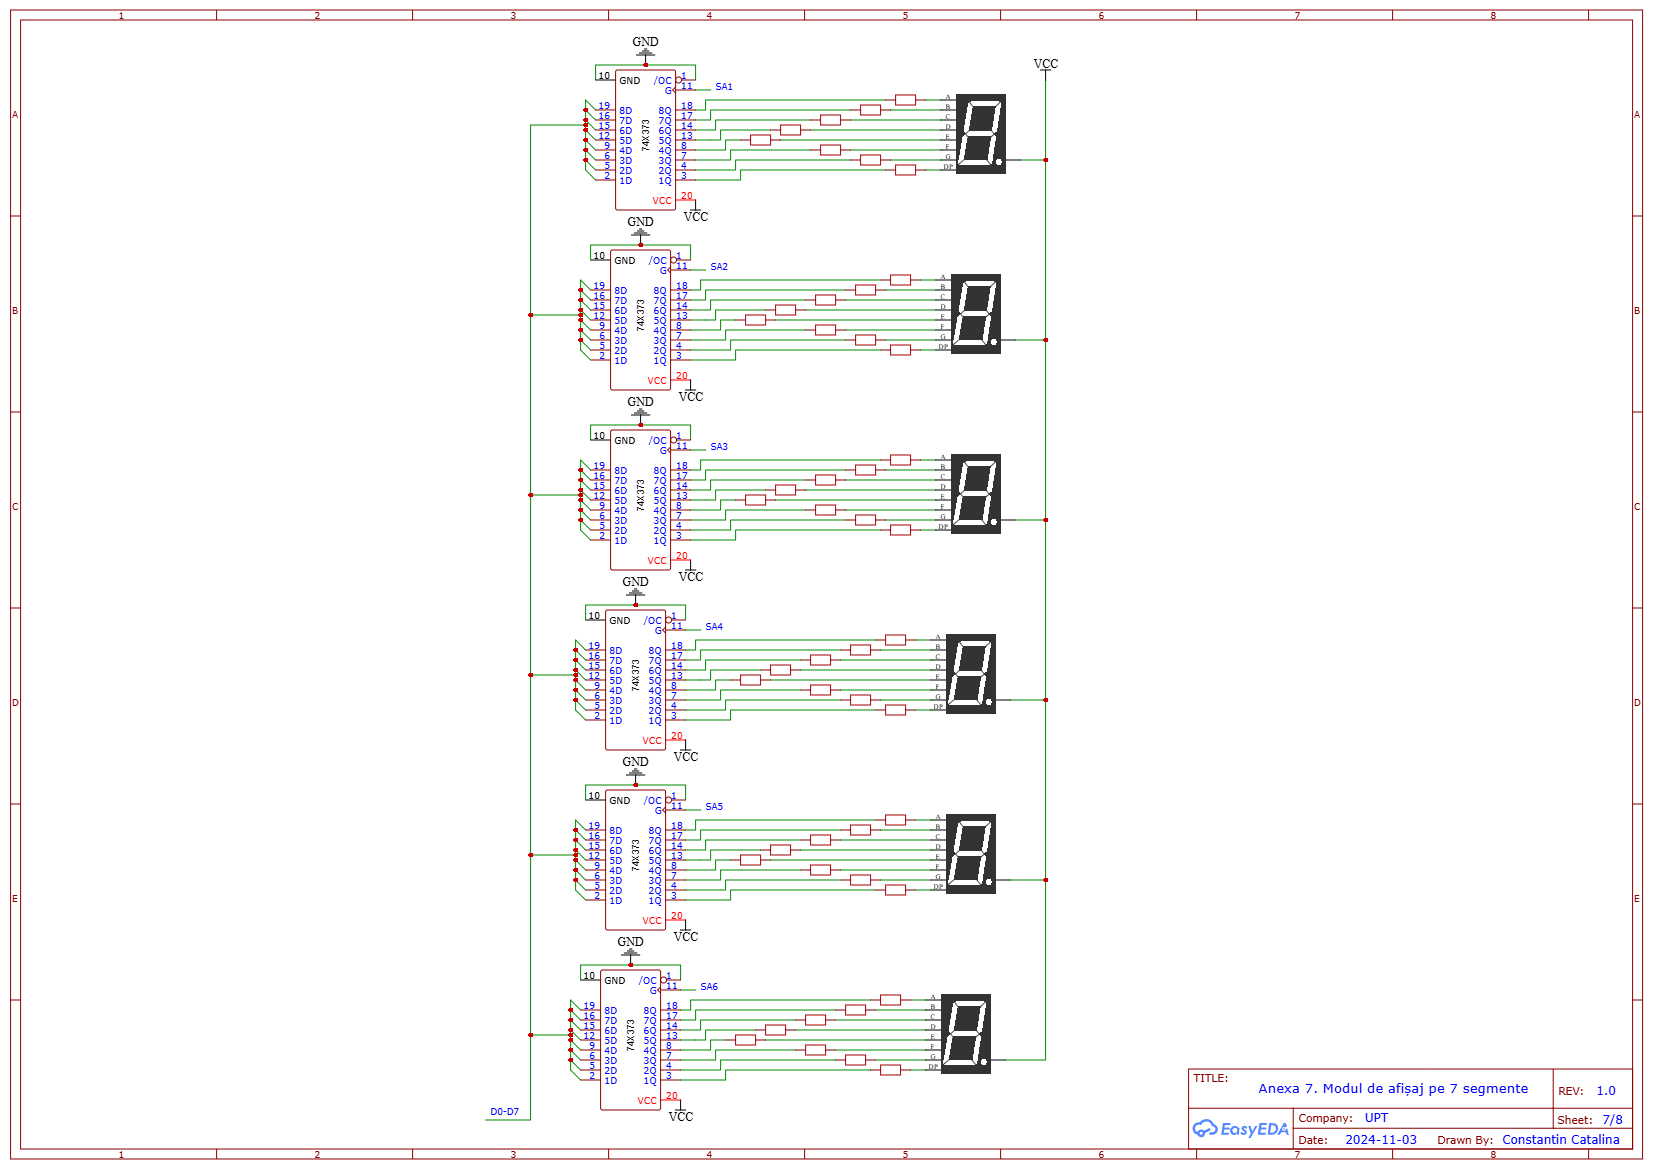 1 2 3 4 5 6 7 8
GND
10 GND /OC 1
G 11 SA1
19 8D 8Q 18
16 7D 7Q 17
15 6D 6Q 14
12 5D 5Q 13
9 4D 4Q 8
6 3D 3Q 7
5 2D 2Q 4
2 1D 1Q 3
74X373
VCC 20
VCC
A
B
C
D
E
F
G
DP
VCC
A A
GND
10 GND /OC 1
G 11 SA2
19 8D 8Q 18
16 7D 7Q 17
15 6D 6Q 14
12 5D 5Q 13
9 4D 4Q 8
6 3D 3Q 7
5 2D 2Q 4
2 1D 1Q 3
74X373
VCC 20
VCC
A
B
C
D
E
F
G
DP
B B
GND
10 GND /OC 1
G 11 SA3
19 8D 8Q 18
16 7D 7Q 17
15 6D 6Q 14
12 5D 5Q 13
9 4D 4Q 8
6 3D 3Q 7
5 2D 2Q 4
2 1D 1Q 3
74X373
VCC 20
VCC
A
B
C
D
E
F
G
DP
C C
GND
10 GND /OC 1
G 11 SA4
19 8D 8Q 18
16 7D 7Q 17
15 6D 6Q 14
12 5D 5Q 13
9 4D 4Q 8
6 3D 3Q 7
5 2D 2Q 4
2 1D 1Q 3
74X373
VCC 20
VCC
A
B
C
D
E
F
G
DP
D D
GND
10 GND /OC 1
G 11 SA5
19 8D 8Q 18
16 7D 7Q 17
15 6D 6Q 14
12 5D 5Q 13
9 4D 4Q 8
6 3D 3Q 7
5 2D 2Q 4
2 1D 1Q 3
74X373
VCC 20
VCC
A
B
C
D
E
F
G
DP
E E
GND
10 GND /OC 1
G 11 SA6
19 8D 8Q 18
16 7D 7Q 17
15 6D 6Q 14
12 5D 5Q 13
9 4D 4Q 8
6 3D 3Q 7
5 2D 2Q 4
2 1D 1Q 3
74X373
VCC 20
VCC
A
B
C
D
E
F
G
DP
D0-D7
TITLE:
Anexa 7. Modul de afișaj pe 7 segmente
REV: 1.0
EasyEDA
Company: UPT
Sheet: 7/8
Date: 2024-11-03 Drawn By: Constantin Catalina
1 2 3 4 5 6 7 8